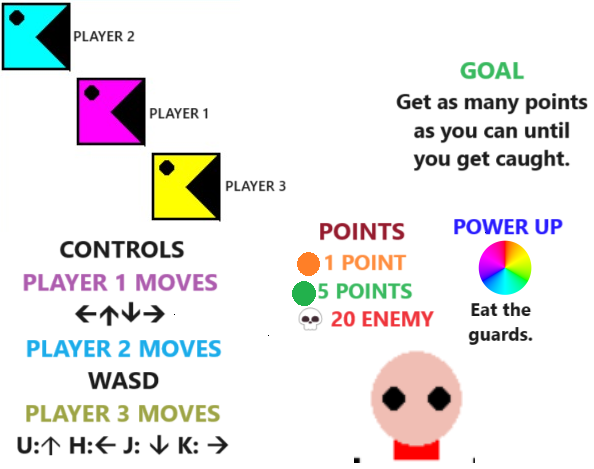 PLAYER 2
PLAYER 1
PLAYER 3
GOAL
Get as many points
as you can until
you get caught.
CONTROLS
PLAYER 1 MOVES
←↑↓→
PLAYER 2 MOVES
WASD
PLAYER 3 MOVES
U:↑ H:← J: ↓ K: →
POINTS
1 POINT
5 POINTS
20 ENEMY
POWER UP
Eat the
guards.